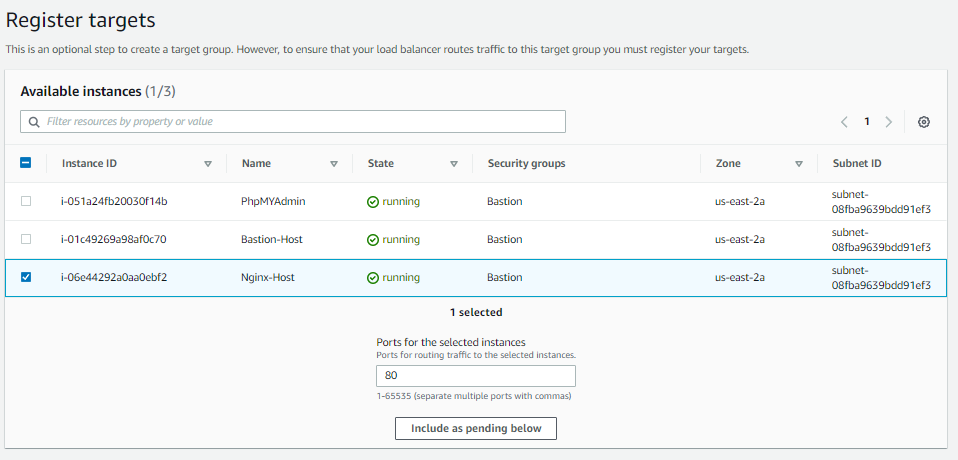 Register targets
This is an optional step to create a target group. However, to ensure that your load balancer routes traffic to this target group you must register your targets.
Available instances (1/3)
Filter resources by property or value
1
Instance ID Name State Security groups Zone Subnet ID
i-051a24fb20030f14b PhpMYAdmin running Bastion us-east-2a subnet-
08fba9639bdd91ef3
i-01c49269a98af0c70 Bastion-Host running Bastion us-east-2a subnet-
08fba9639bdd91ef3
i-06e44292a0aa0ebf2 Nginx-Host running Bastion us-east-2a subnet-
08fba9639bdd91ef3
1 selected
Ports for the selected instances
Ports for routing traffic to the selected instances.
80
1-65535 (separate multiple ports with commas)
Include as pending below